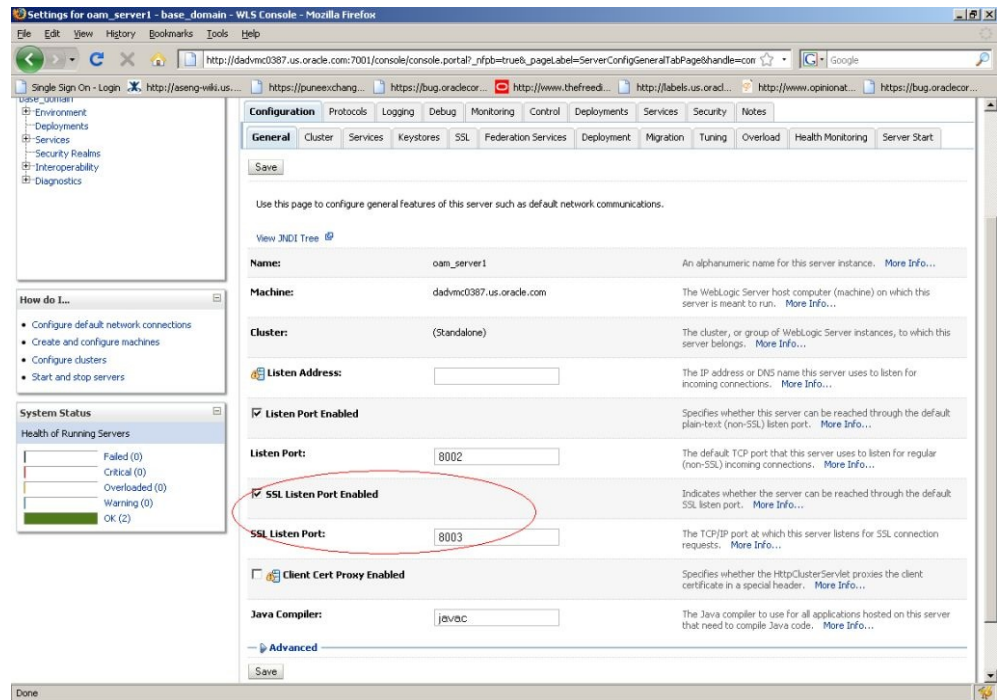 Settings for oam_server1 - base_domain - WLS Console - Mozilla Firefox
File Edit View History Bookmarks Tools Help
http://dadvmc0387.us.oracle.com:7001/console/console.portal?_nfpb=true&_pageLabel=ServerConfigGeneralTabPage&handle=com
Google
Single Sign On - Login http://aseng-wiki.us.... https://puneexchang... https://bug.oraclecor... http://www.thefreedi... http://labels.us.oracl... http://www.opinionat... https://bug.oraclecor...
base_domain
Environment
Deployments
Services
Security Realms
Interoperability
Diagnostics
How do I...
Configure default network connections
Create and configure machines
Configure clusters
Start and stop servers
System Status
Health of Running Servers
Failed (0)
Critical (0)
Overloaded (0)
Warning (0)
OK (2)
Configuration Protocols Logging Debug Monitoring Control Deployments Services Security Notes
General Cluster Services Keystores SSL Federation Services Deployment Migration Tuning Overload Health Monitoring Server Start
Save
Use this page to configure general features of this server such as default network communications.
View JNDI Tree
Name: oam_server1 An alphanumeric name for this server instance. More Info...
Machine: dadvmc0387.us.oracle.com The WebLogic Server host computer (machine) on which this
server is meant to run. More Info...
Cluster: (Standalone) The cluster, or group of WebLogic Server instances, to which this
server belongs. More Info...
Listen Address: The IP address or DNS name this server uses to listen for
incoming connections. More Info...
Listen Port Enabled Specifies whether this server can be reached through the default
plain-text (non-SSL) listen port. More Info...
Listen Port: 8002 The default TCP port that this server uses to listen for regular
(non-SSL) incoming connections. More Info...
SSL Listen Port Enabled Indicates whether the server can be reached through the default
SSL listen port. More Info...
SSL Listen Port: 8003 The TCP/IP port at which this server listens for SSL connection
requests. More Info...
Client Cert Proxy Enabled Specifies whether the HttpClusterServlet proxies the client
certificate in a special header. More Info...
Java Compiler: javac The Java compiler to use for all applications hosted on this server
that need to compile Java code. More Info...
Advanced
Save
Done